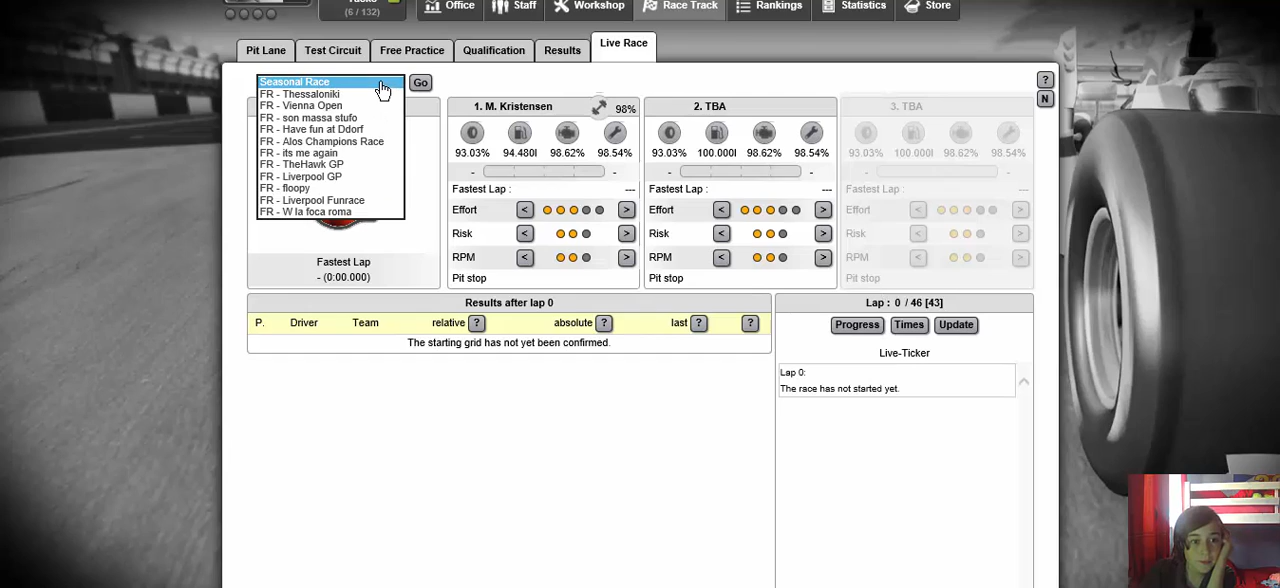 Tasks
(6 / 132)
Office
Staff
Workshop
Race Track
Rankings
Statistics
Store
Pit Lane
Test Circuit
Free Practice
Qualification
Results
Live Race
Seasonal Race
Go
FR - Thessaloniki
FR - Vienna Open
FR - son massa stufo
FR - Have fun at Ddorf
FR - Alos Champions Race
FR - its me again
FR - TheHawk GP
FR - Liverpool GP
FR - floopy
FR - Liverpool Funrace
FR - W la foca roma
Fastest Lap
- (0:00.000)
1. M. Kristensen
98%
93.03% 94.480l 98.62% 98.54%
- -
Fastest Lap : ---
Effort < >
Risk < >
RPM < >
Pit stop
2. TBA
93.03% 100.000l 98.62% 98.54%
- -
Fastest Lap : ---
Effort < >
Risk < >
RPM < >
Pit stop
3. TBA
93.03% 100.000l 98.62% 98.54%
- -
Fastest Lap : ---
Effort < >
Risk < >
RPM < >
Pit stop
?
N
Results after lap 0
P. Driver Team relative ? absolute ? last ? ?
The starting grid has not yet been confirmed.
Lap : 0 / 46 [43]
Progress Times Update
Live-Ticker
Lap 0:
The race has not started yet.